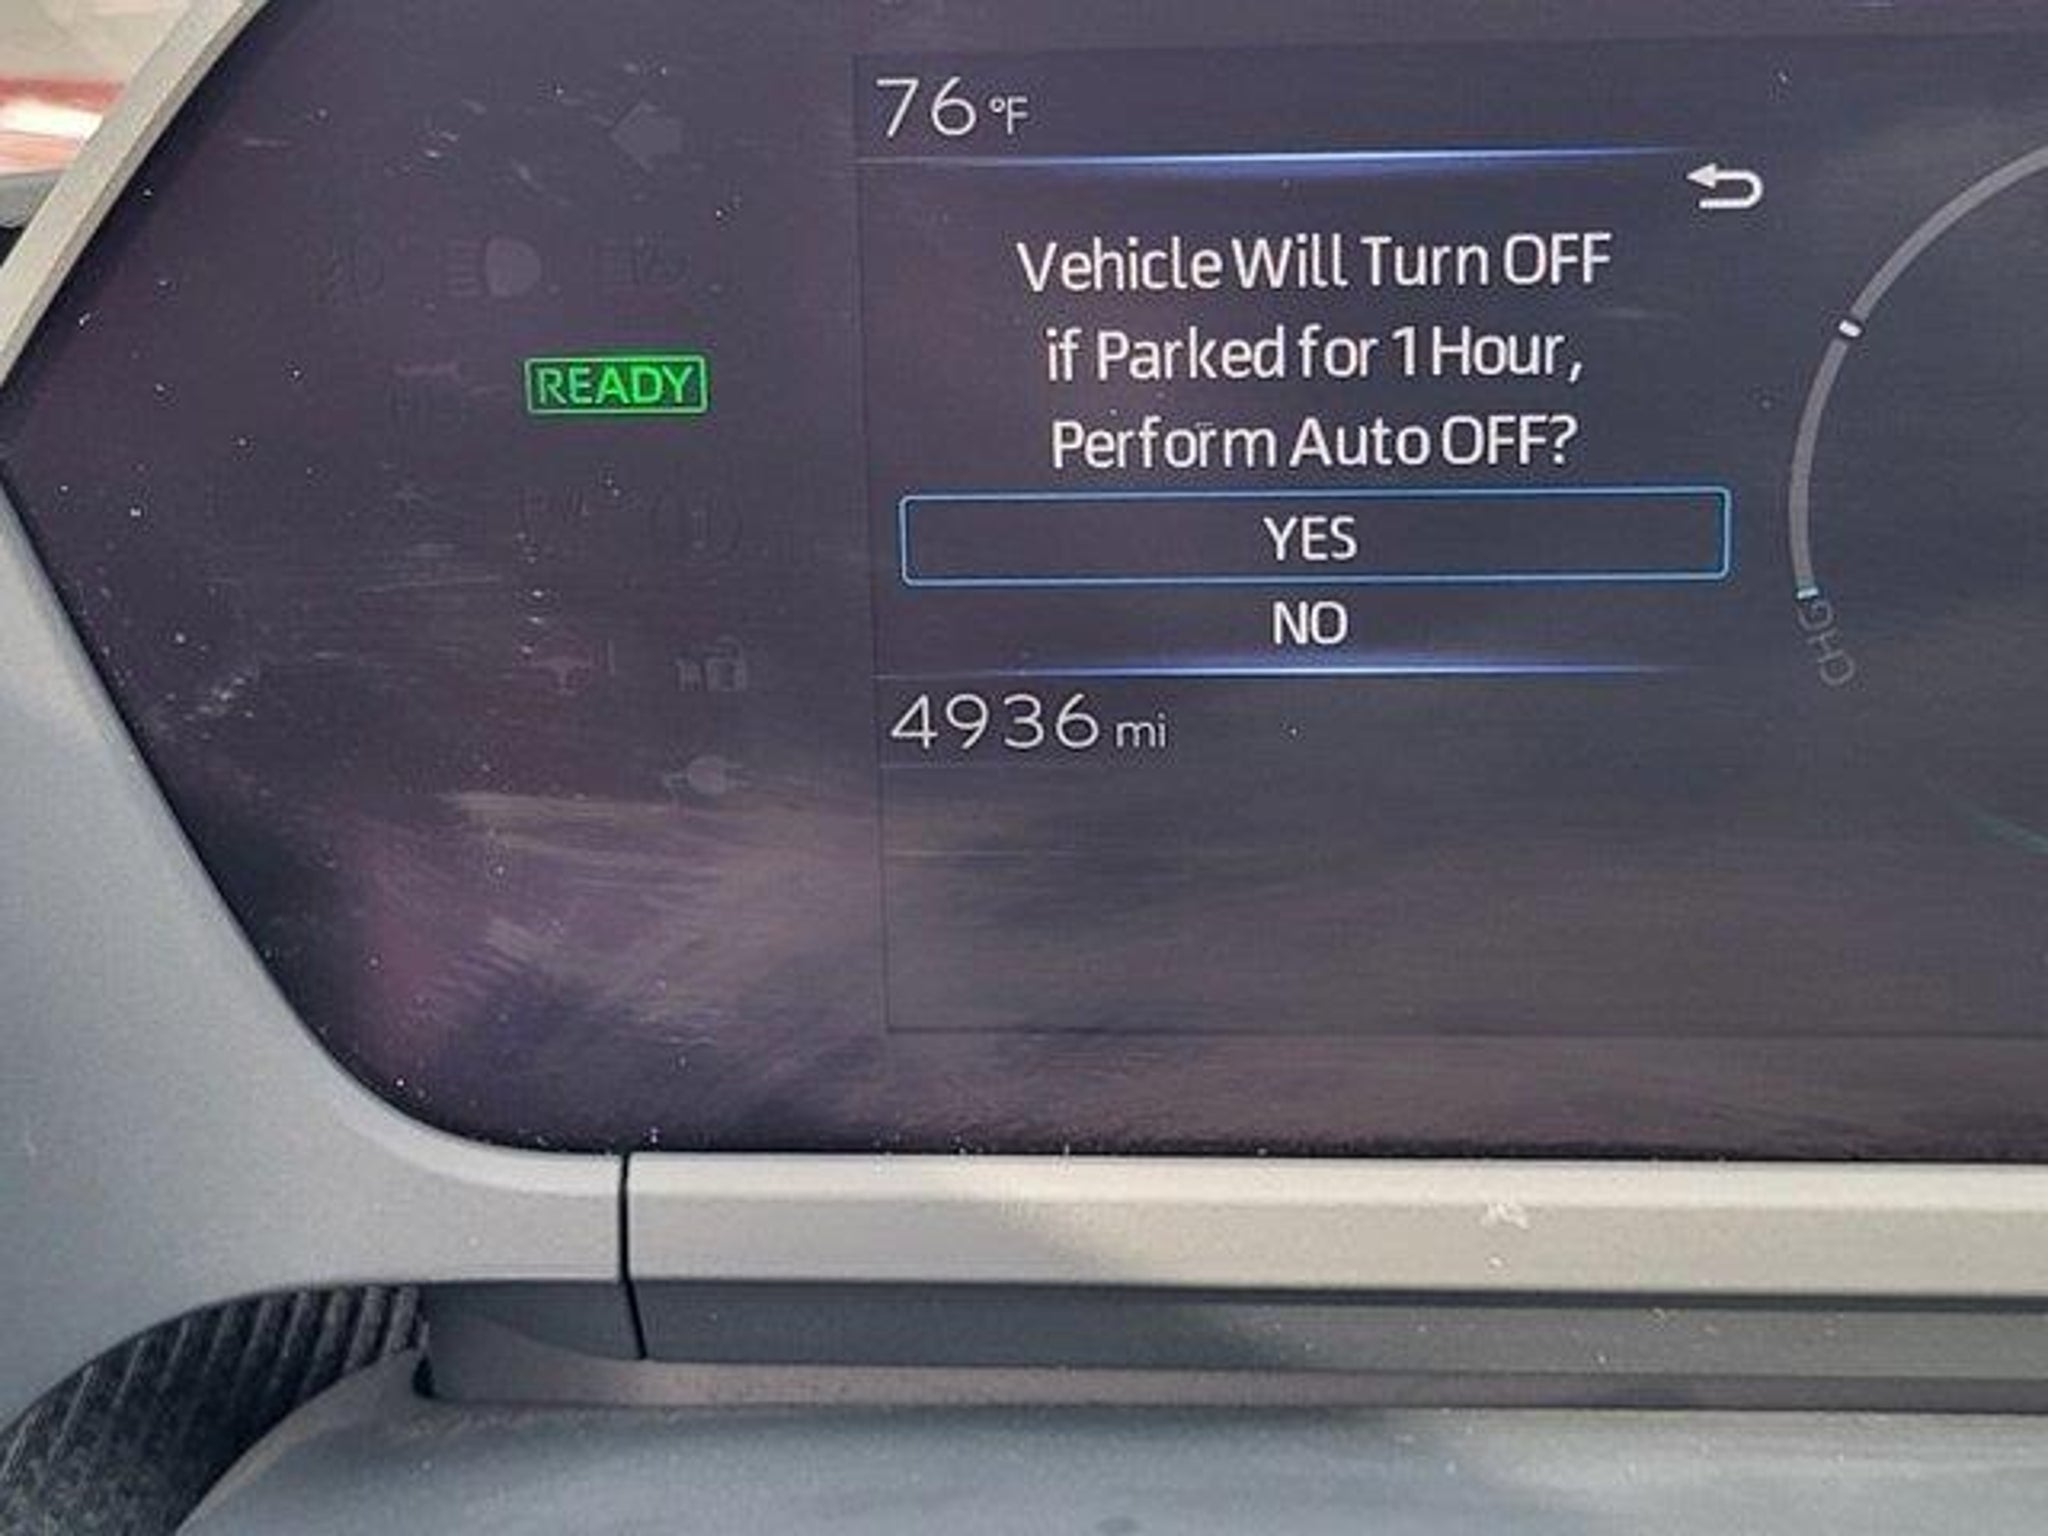 76 °F
Vehicle Will Turn OFF
if Parked for 1 Hour,
Perform Auto OFF?
READY
YES
NO
CHG
4936 mi